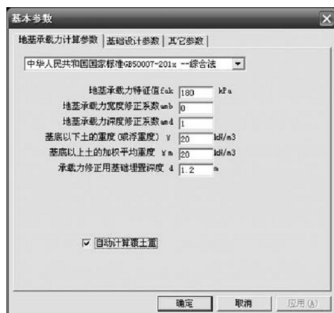 基本参数
地基承载力计算参数 基础设计参数 其它参数
中华人民共和国国家标准GB50007-201x --综合法
地基承载力特征值fak 180 kPa
地基承载力宽度修正系数amb 0
地基承载力深度修正系数amd 1
基底以下土的重度(或浮重度) γ 20 kN/m3
基底以上土的加权平均重度 γm 20 kN/m3
承载力修正用基础埋置深度 d 1.2 m
自动计算覆土重
确定 取消 应用(A)